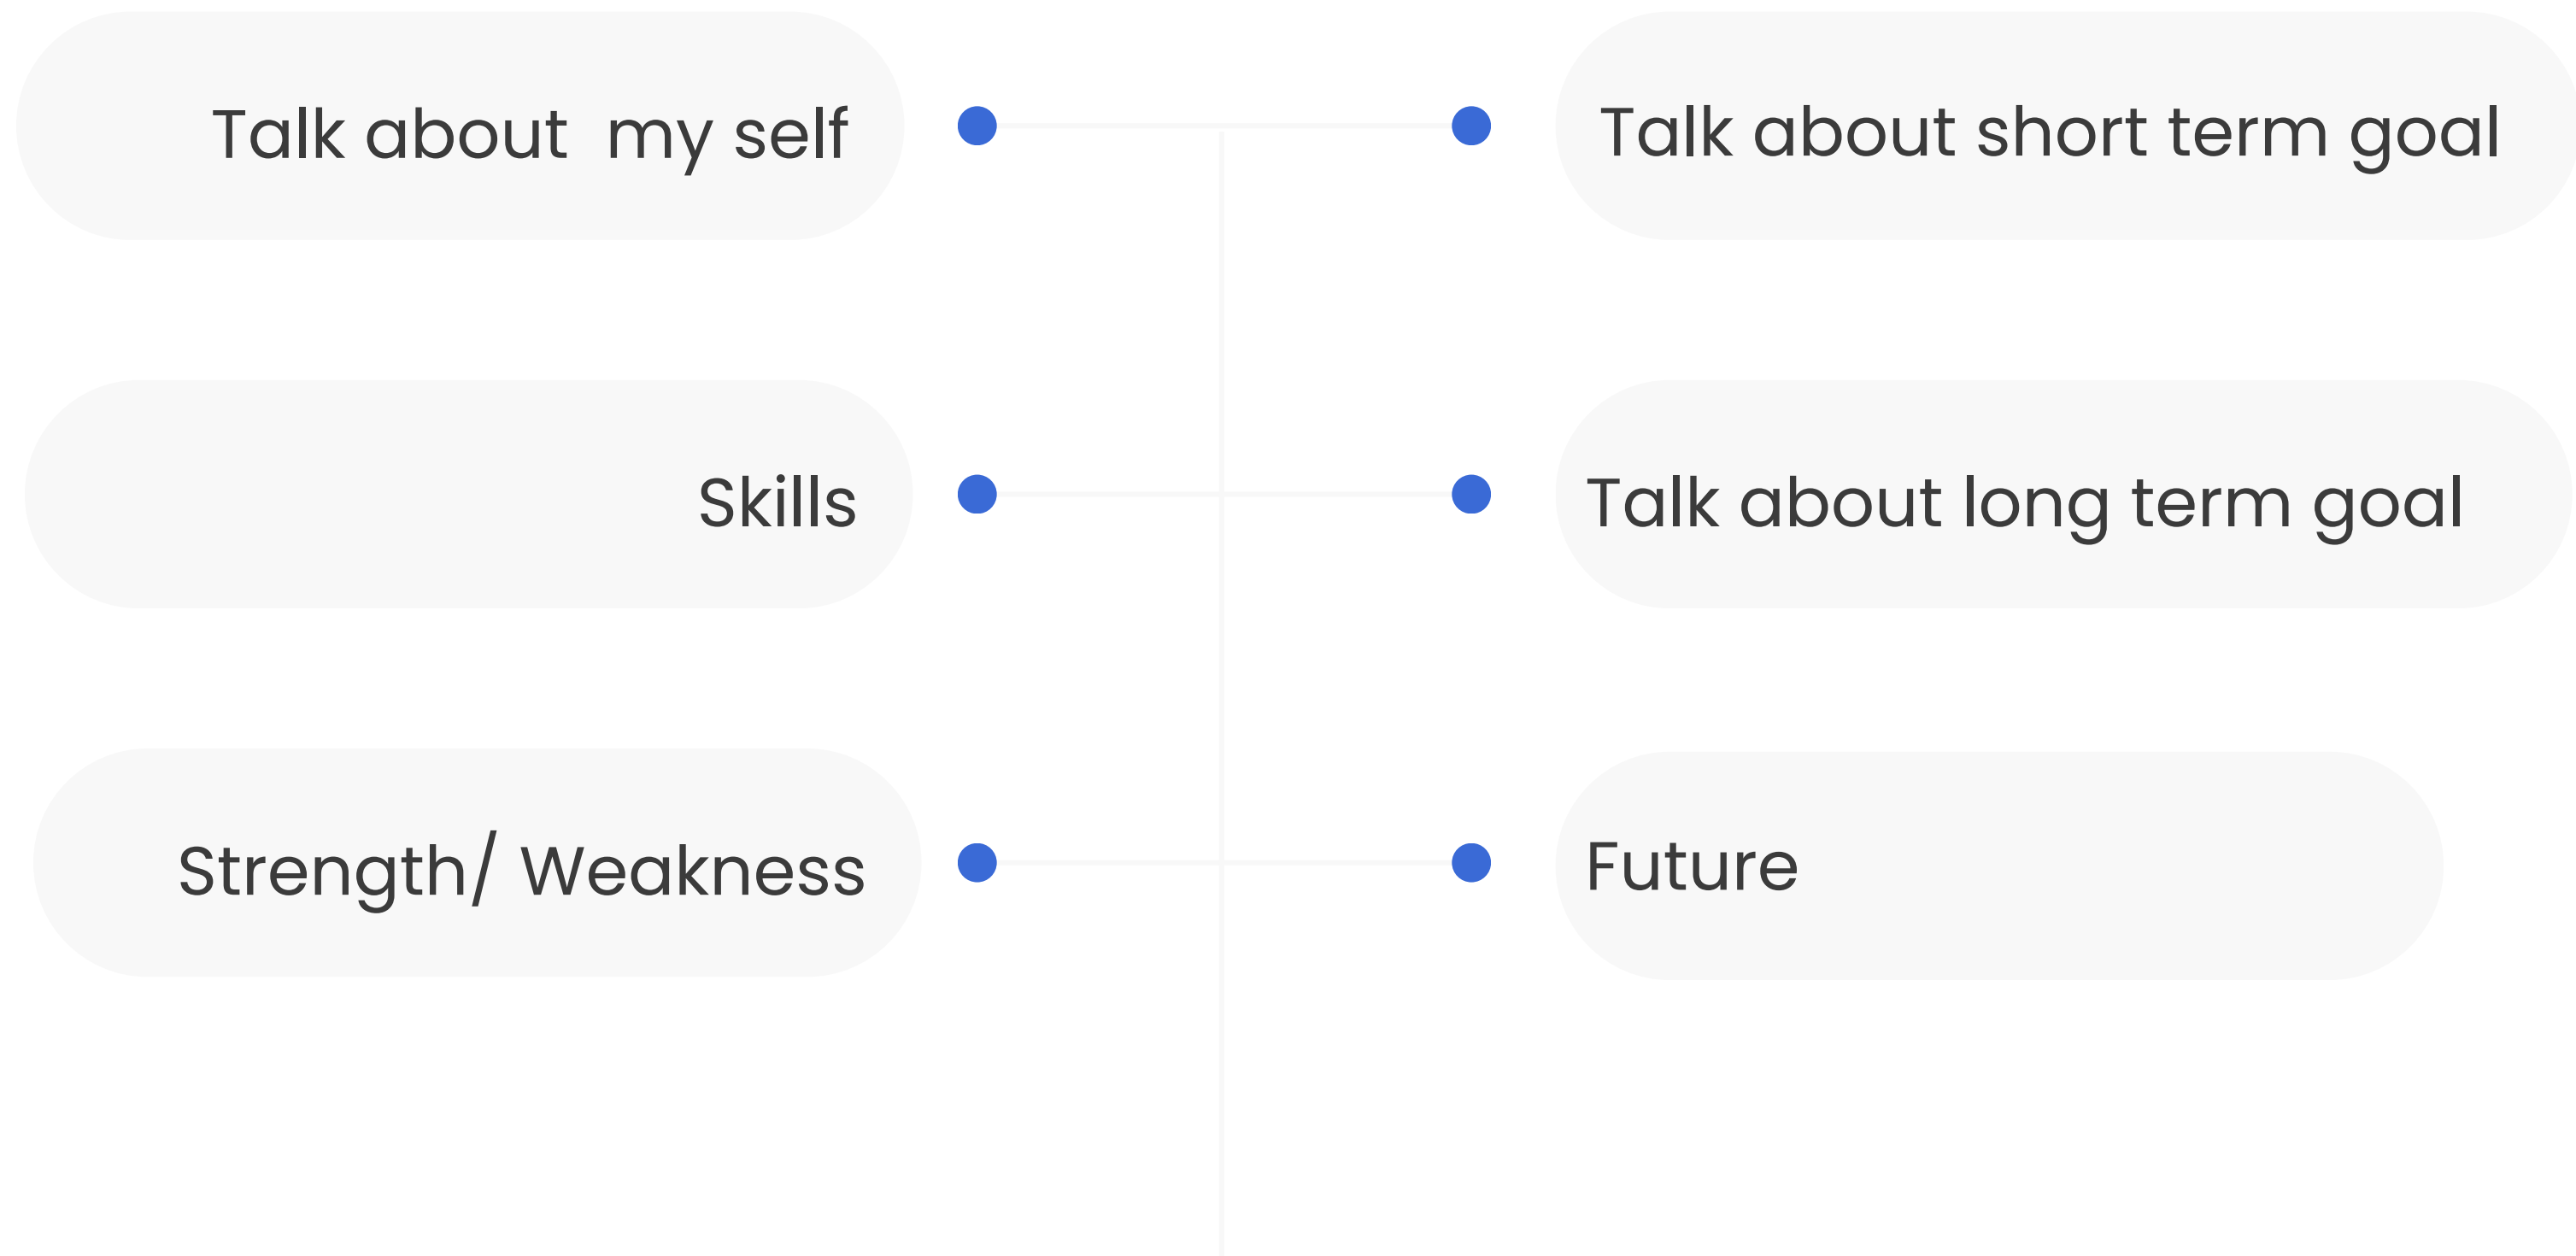 Talk about  my self
Talk about short term goal
Skills
Talk about long term goal
Strength/ Weakness
Future